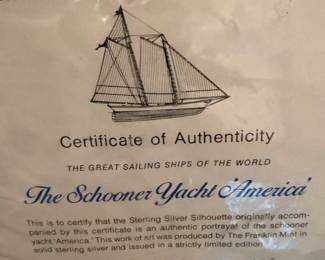 Certificate of Authenticity
THE GREAT SAILING SHIPS OF THE WORLD
The Schooner Yacht 'America'
This is to certify that the Sterling Silver Silhouette originally accom-
panied by this certificate is an authentic portrayal of the schooner
yacht 'America.' This work of art was produced by The Franklin Mint in
solid sterling silver and issued in a strictly limited edition.